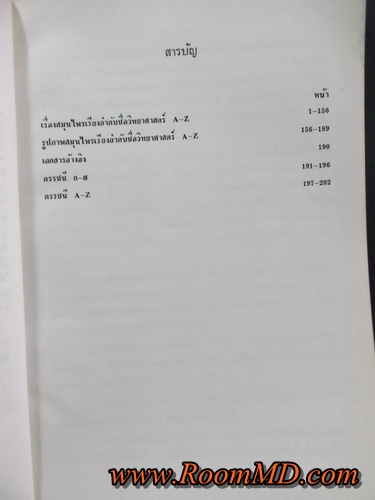 สารบัญ
หน้า
เรื่องสมุนไพรเรียงลำดับชื่อวิทยาศาสตร์ A-Z 1-156
รูปภาพสมุนไพรเรียงลำดับชื่อวิทยาศาสตร์ A-Z 156-189
เอกสารอ้างอิง 190
ดรรชนี ก-ฮ 191-196
ดรรชนี A-Z 197-202
www.RoomMD.com